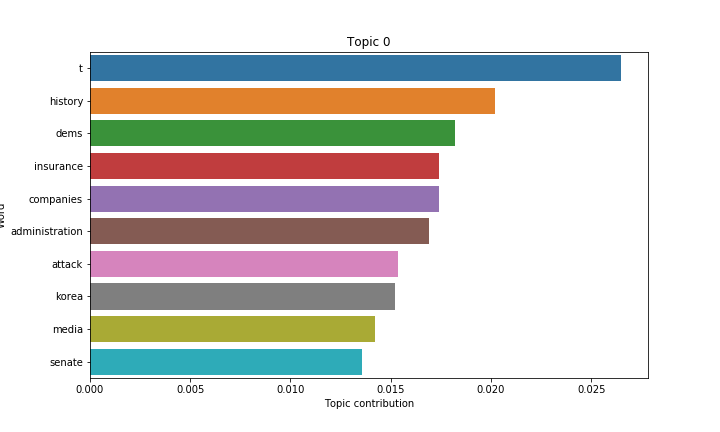 Topic 0
t
history
dems
insurance
companies
administration
attack
korea
media
senate
0.000 0.005 0.010 0.015 0.020 0.025
Topic contribution